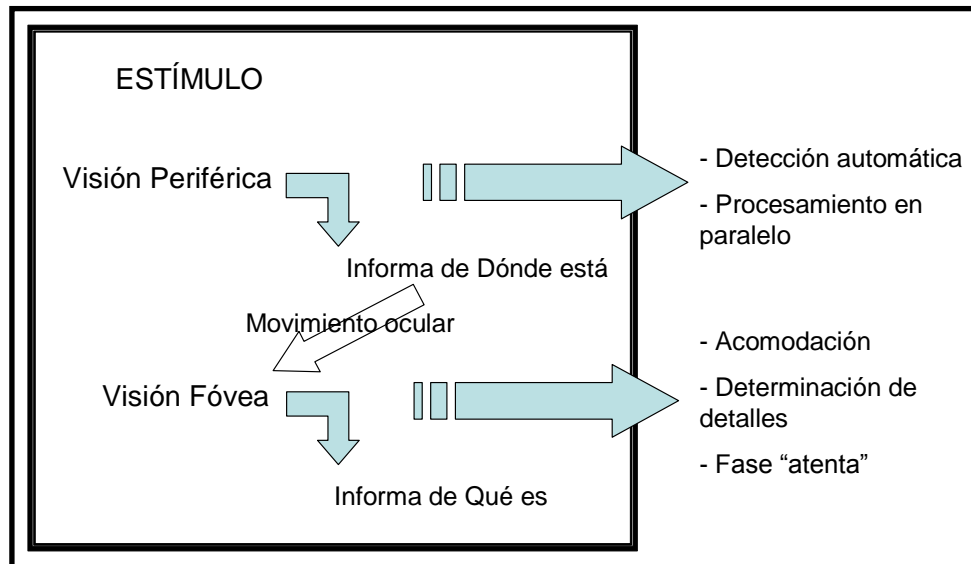 ESTÍMULO
Visión Periférica
- Detección automática
- Procesamiento en
paralelo
Informa de Dónde está
Movimiento ocular
Visión Fóvea
- Acomodación
- Determinación de
detalles
- Fase “atenta”
Informa de Qué es